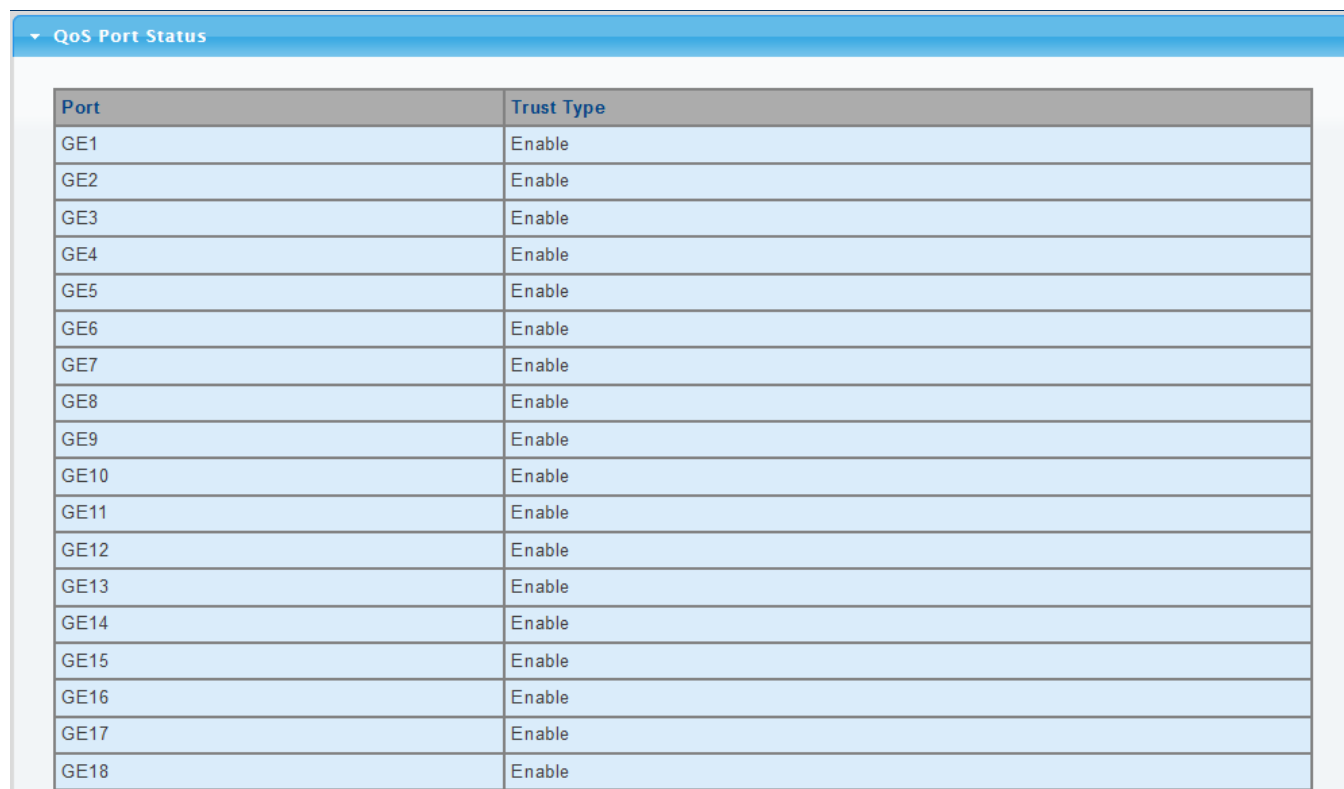 QoS Port Status
Port Trust Type
GE1 Enable
GE2 Enable
GE3 Enable
GE4 Enable
GE5 Enable
GE6 Enable
GE7 Enable
GE8 Enable
GE9 Enable
GE10 Enable
GE11 Enable
GE12 Enable
GE13 Enable
GE14 Enable
GE15 Enable
GE16 Enable
GE17 Enable
GE18 Enable